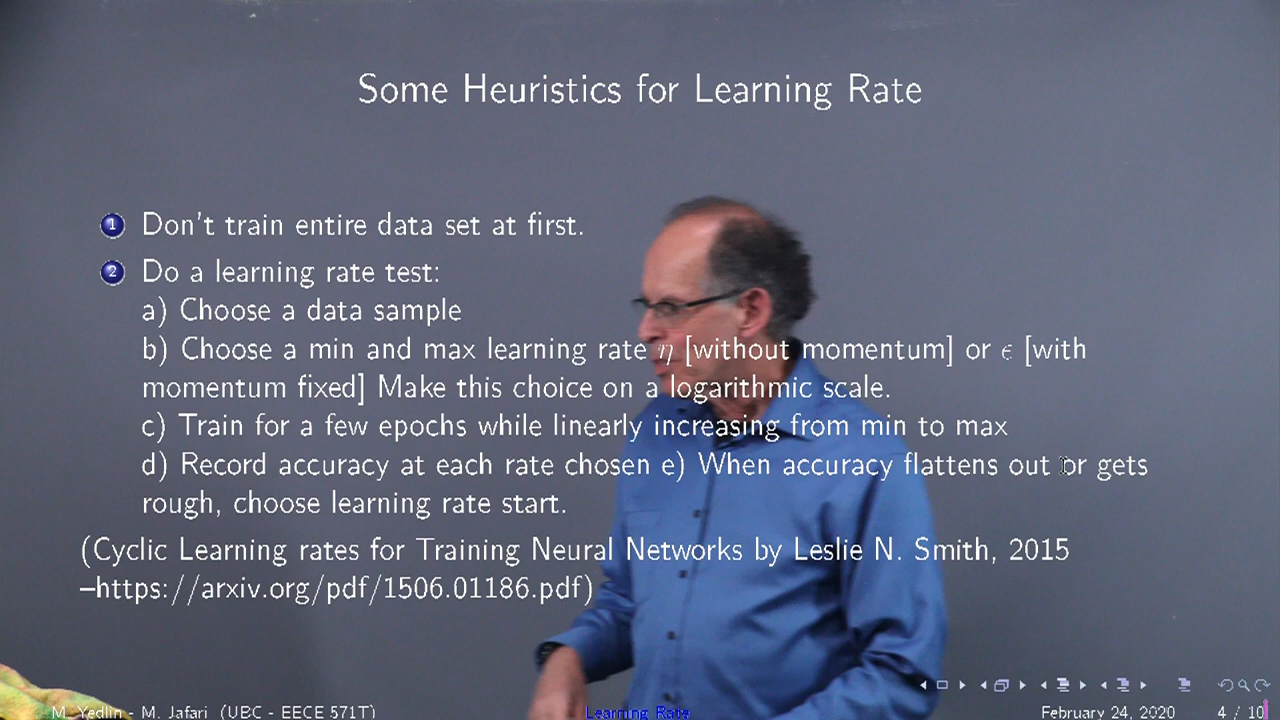 Some Heuristics for Learning Rate
1 Don't train entire data set at first.
2 Do a learning rate test:
a) Choose a data sample
b) Choose a min and max learning rate η [without momentum] or ϵ [with
momentum fixed] Make this choice on a logarithmic scale.
c) Train for a few epochs while linearly increasing from min to max
d) Record accuracy at each rate chosen e) When accuracy flattens out or gets
rough, choose learning rate start.
(Cyclic Learning rates for Training Neural Networks by Leslie N. Smith, 2015
–https://arxiv.org/pdf/1506.01186.pdf)
M. Yedlin - M. Jafari (UBC - EECE 571T) Learning Rate February 24, 2020 4 / 10